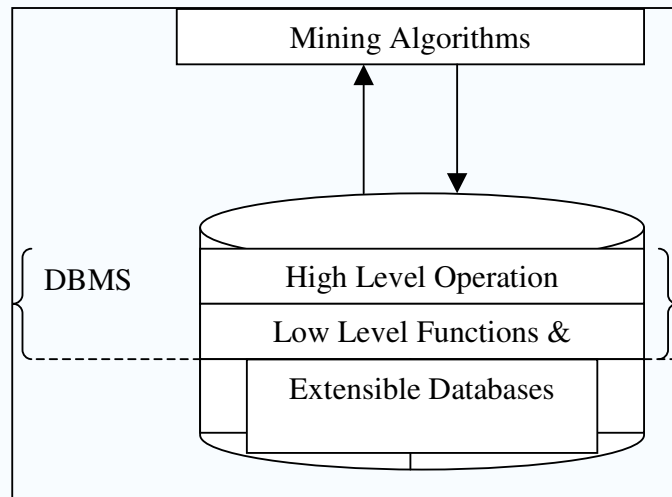 Mining Algorithms
DBMS
High Level Operation
Low Level Functions &
Extensible Databases